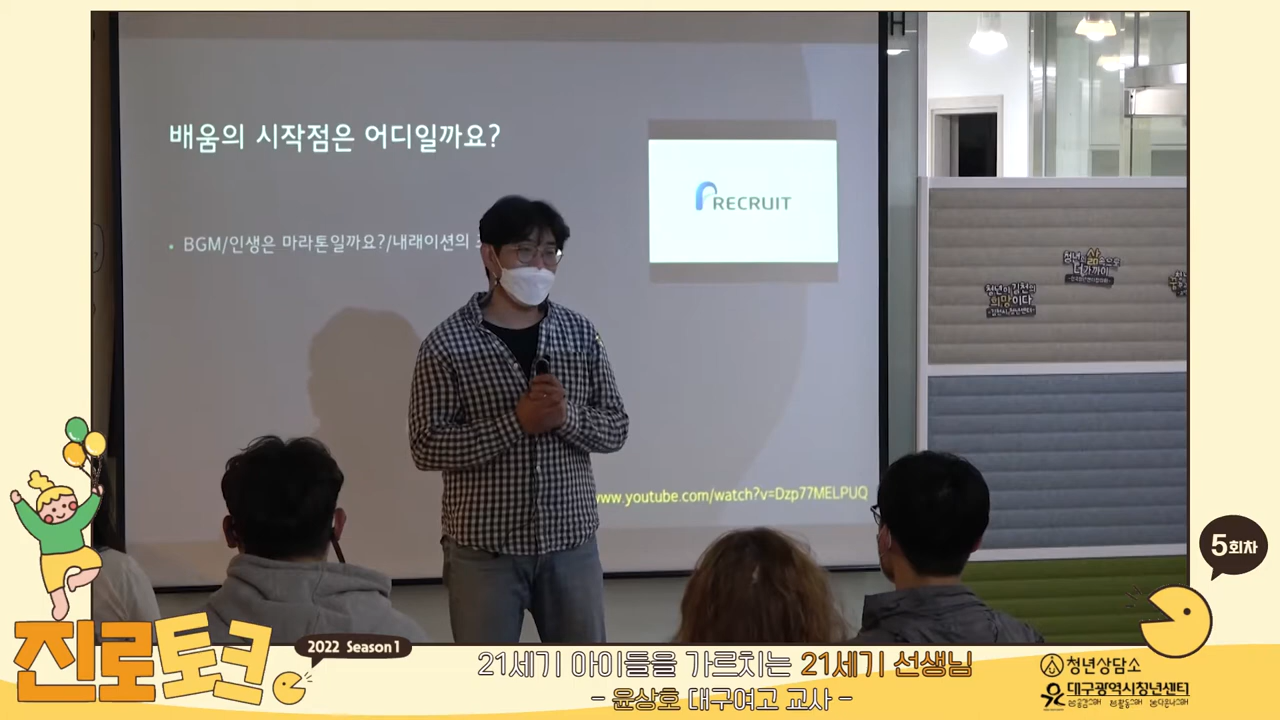 배움의 시작점은 어디일까요?
RECRUIT
• BGM/인생은 마라톤일까요?/내래이션의
www.youtube.com/watch?v=Dzp77MELPUQ
청년의 삶속으로
더 가까이
청년이 김천의
희망이다
5회차
진로토크
2022 Season 1
21세기 아이들을 가르치는 21세기 선생님
- 윤상호 대구여고 교사 -
청년상담소
대구광역시청년센터